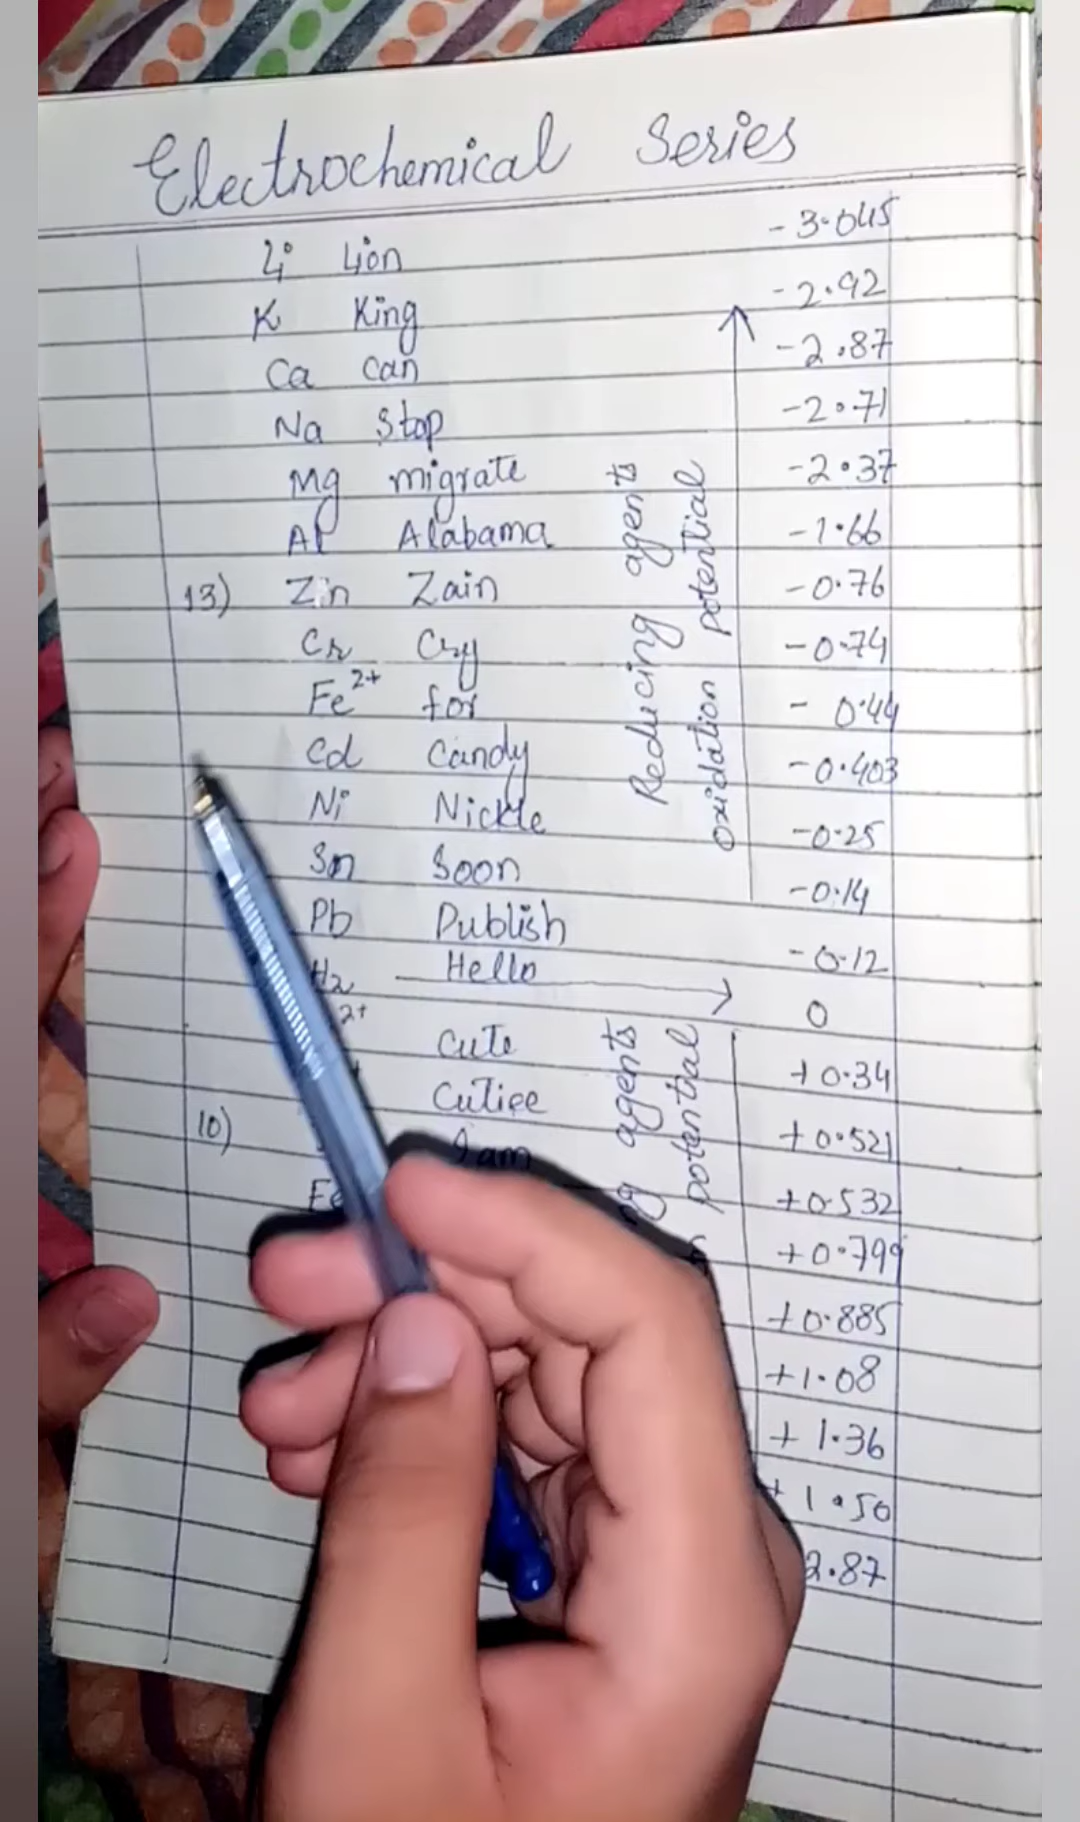 Electrochemical Series
Li Lion -3.045
K King -2.92
Ca can -2.87
Na Stop -2.71
Mg migrate -2.37
Al Alabama -1.66
13) Zn Zain -0.76
Cr Cry -0.74
Fe2+ for -0.44
Cd Candy -0.403
Ni Nickle -0.25
Sn Soon -0.14
Pb Publish -0.12
H2 Hello 0
2+ Cute +0.34
Cutiee +0.521
10) I am +0.532
+0.799
+0.885
+1.08
+1.36
+1.50
2.87
Reducing agents
oxidation potential
agents
potential